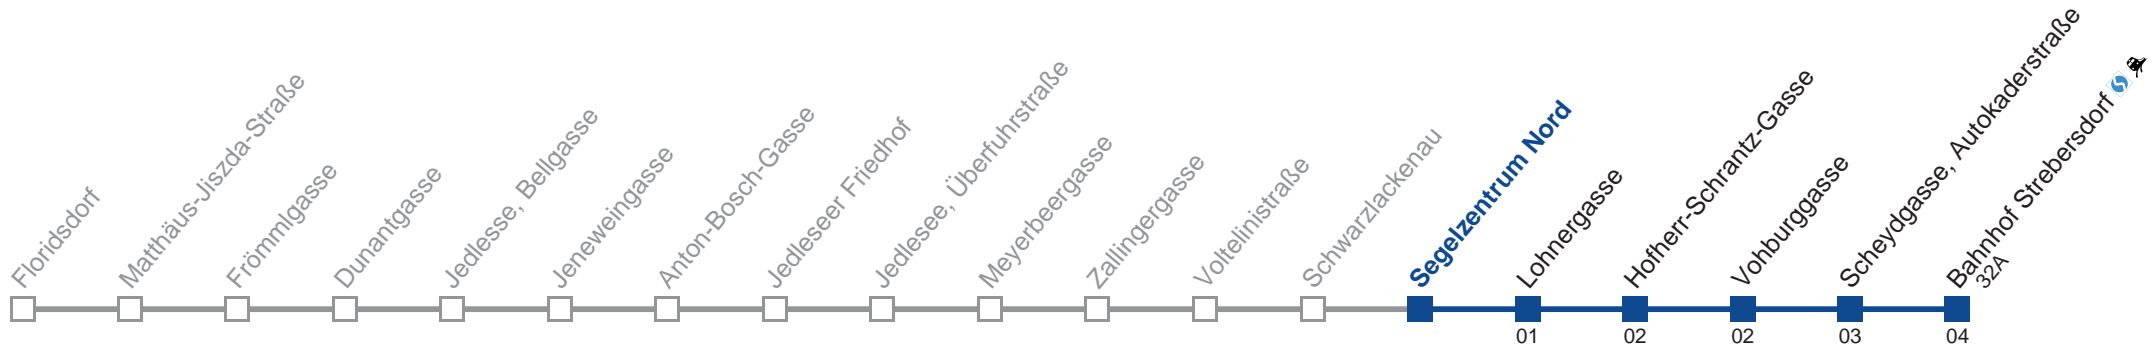 Floridsdorf
Matthäus-Jiszda-Straße
Frömmlgasse
Dunantgasse
Jedlesse, Bellgasse
Jeneweingasse
Anton-Bosch-Gasse
Jedleseer Friedhof
Jedlesee, Überfuhrstraße
Meyerbeergasse
Zallingergasse
Voltelinistraße
Schwarzlackenau
Segelzentrum Nord
Lohnergasse
Hofherr-Schrantz-Gasse
Vohburggasse
Scheydgasse, Autokaderstraße
Bahnhof Strebersdorf
32A
01
02
02
03
04